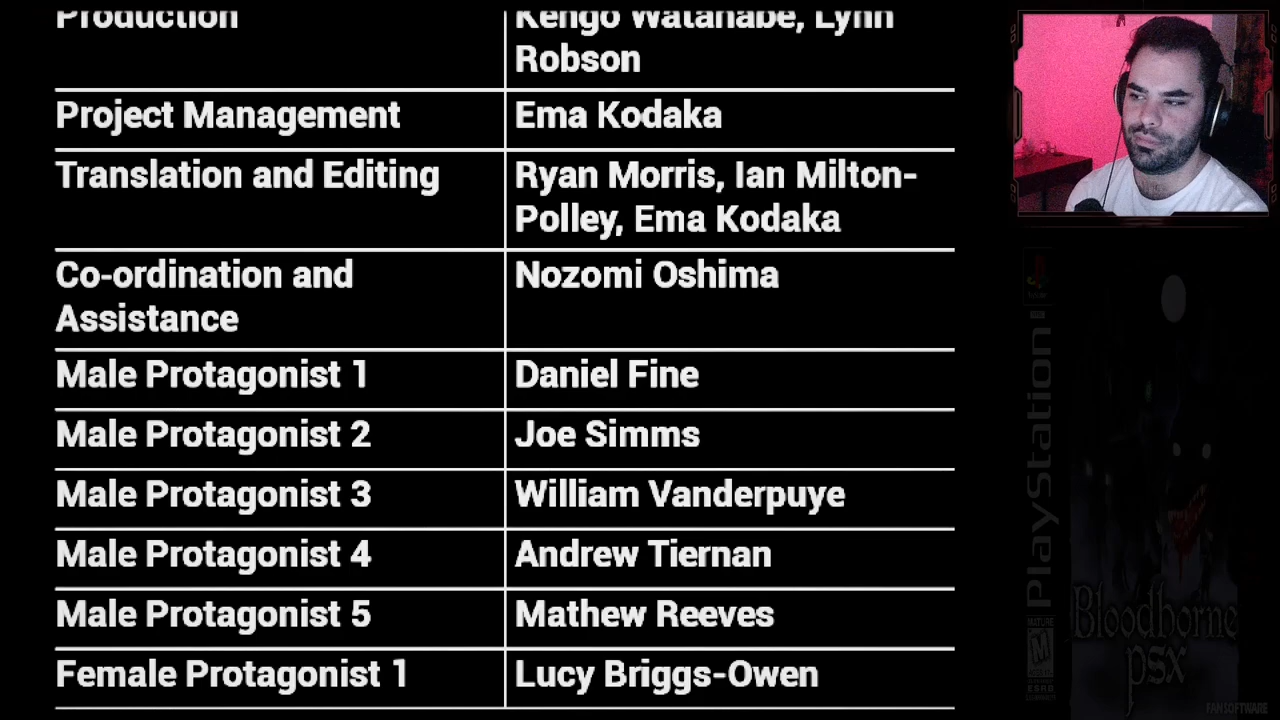 Production
Kengo Watanabe, Lynn
Robson
Project Management
Ema Kodaka
Translation and Editing
Ryan Morris, Ian Milton-
Polley, Ema Kodaka
Co-ordination and
Assistance
Nozomi Oshima
Male Protagonist 1
Daniel Fine
Male Protagonist 2
Joe Simms
Male Protagonist 3
William Vanderpuye
Male Protagonist 4
Andrew Tiernan
Male Protagonist 5
Mathew Reeves
Female Protagonist 1
Lucy Briggs-Owen
PlayStation
Bloodborne
psx
MATURE
M
ESRB
FANSOFTWARE